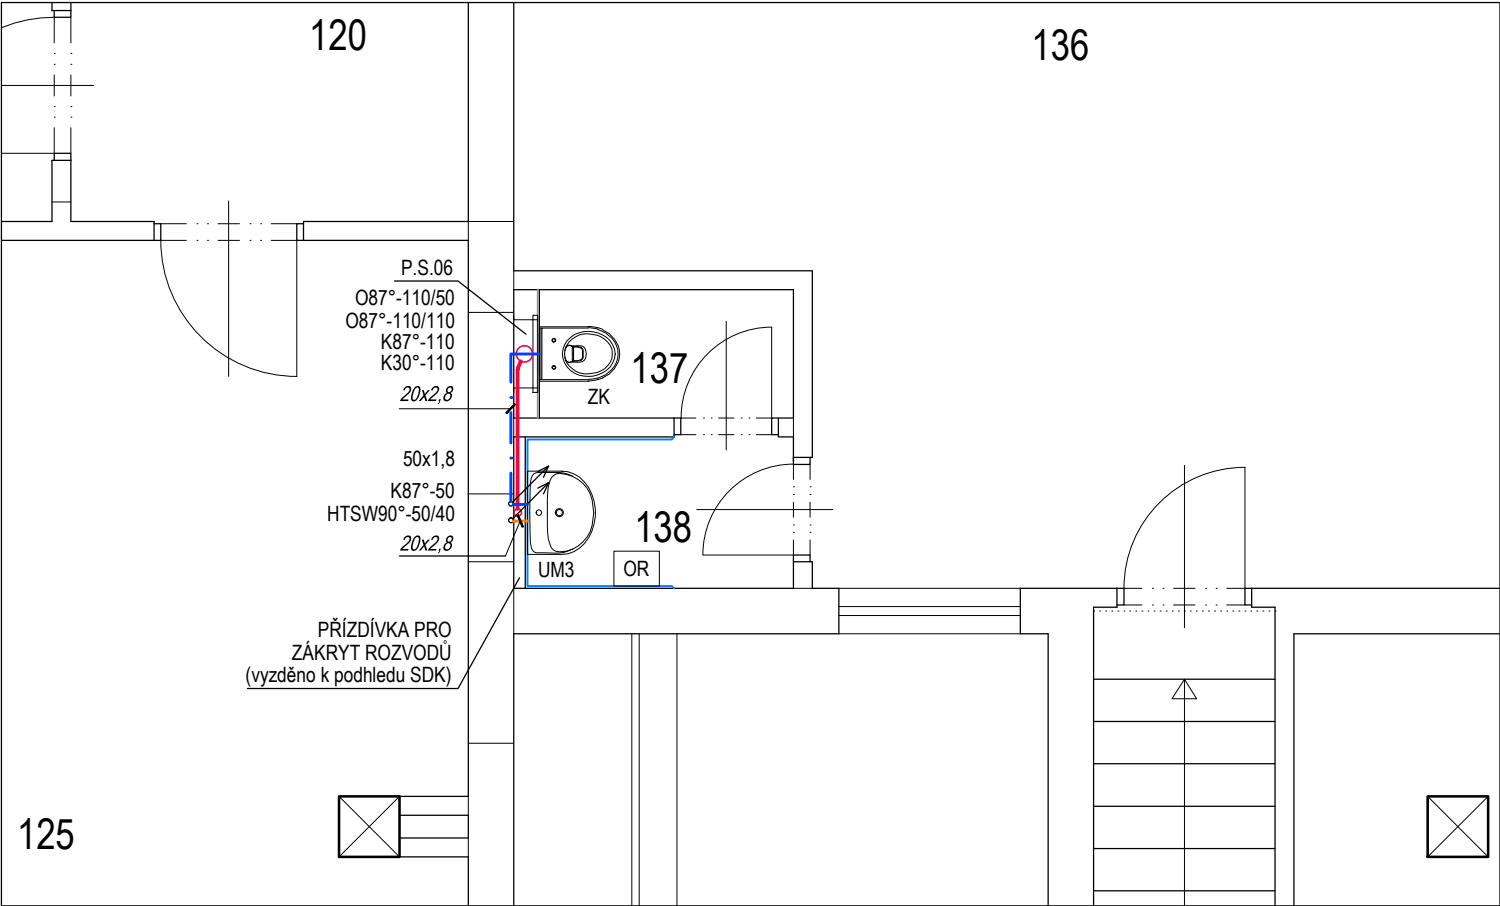 120
136
P.S.06
O87°-110/50
O87°-110/110
K87°-110
K30°-110
20x2,8
137
ZK
50x1,8
K87°-50
HTSW90°-50/40
20x2,8
138
UM3
OR
PŘÍZDÍVKA PRO
ZÁKRYT ROZVODŮ
(vyzděno k podhledu SDK)
125